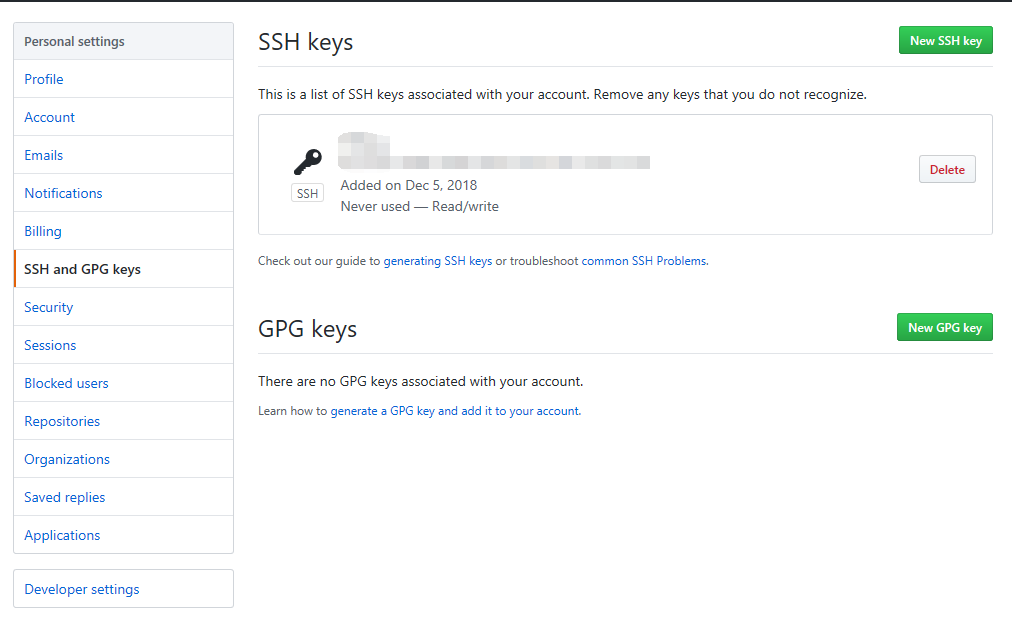 Personal settings
Profile
Account
Emails
Notifications
Billing
SSH and GPG keys
Security
Sessions
Blocked users
Repositories
Organizations
Saved replies
Applications
Developer settings
SSH keys
New SSH key
This is a list of SSH keys associated with your account. Remove any keys that you do not recognize.
SSH
Added on Dec 5, 2018
Never used — Read/write
Delete
Check out our guide to generating SSH keys or troubleshoot common SSH Problems.
GPG keys
New GPG key
There are no GPG keys associated with your account.
Learn how to generate a GPG key and add it to your account.